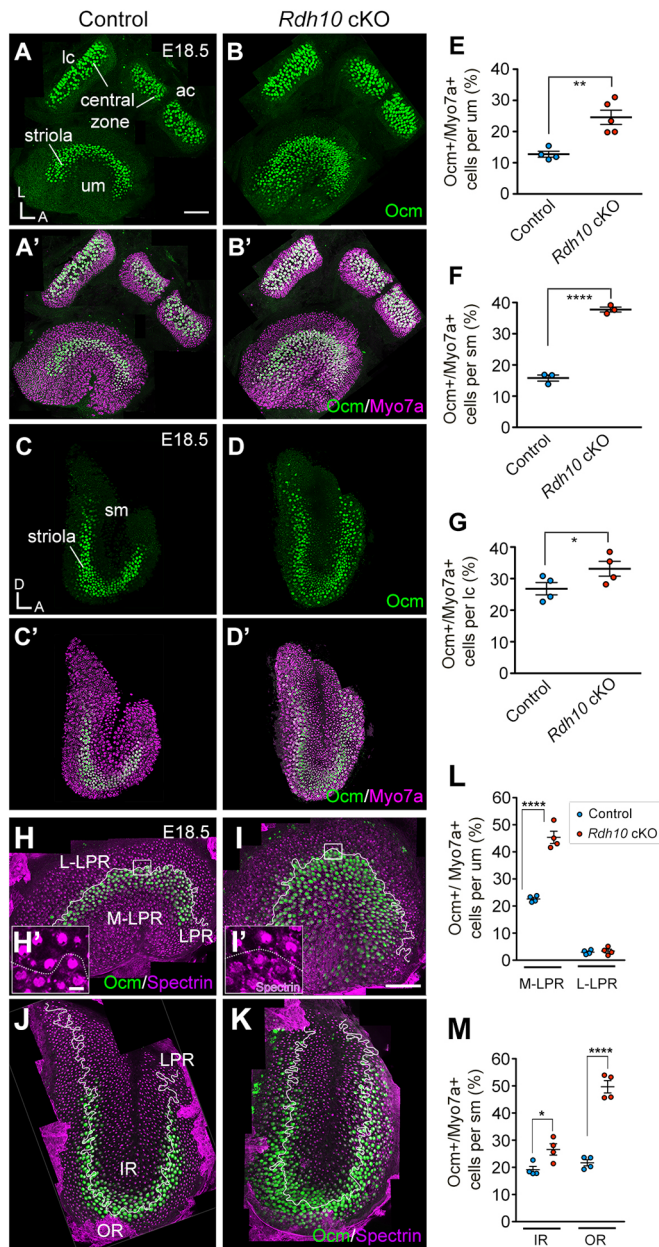 Control
Rdh10 cKO
A
E18.5
lc
ac
central
zone
striola
um
L
A
B
Ocm
A'
B'
Ocm/Myo7a
C
E18.5
sm
striola
D
A
D
Ocm
C'
D'
Ocm/Myo7a
H
E18.5
L-LPR
M-LPR
LPR
H'
Ocm/Spectrin
I
I'
Spectrin
J
LPR
IR
OR
K
Ocm/Spectrin
E
Ocm+/Myo7a+
cells per um (%)
40
30
20
10
0
**
Control
Rdh10 cKO
F
Ocm+/Myo7a+
cells per sm (%)
40
30
20
10
0
****
Control
Rdh10 cKO
G
Ocm+/Myo7a+
cells per lc (%)
40
30
20
10
0
*
Control
Rdh10 cKO
L
Ocm+/ Myo7a+
cells per um (%)
60
50
40
30
20
10
0
****
Control
Rdh10 cKO
M-LPR
L-LPR
M
Ocm+/Myo7a+
cells per sm (%)
60
50
40
30
20
10
0
*
****
IR
OR